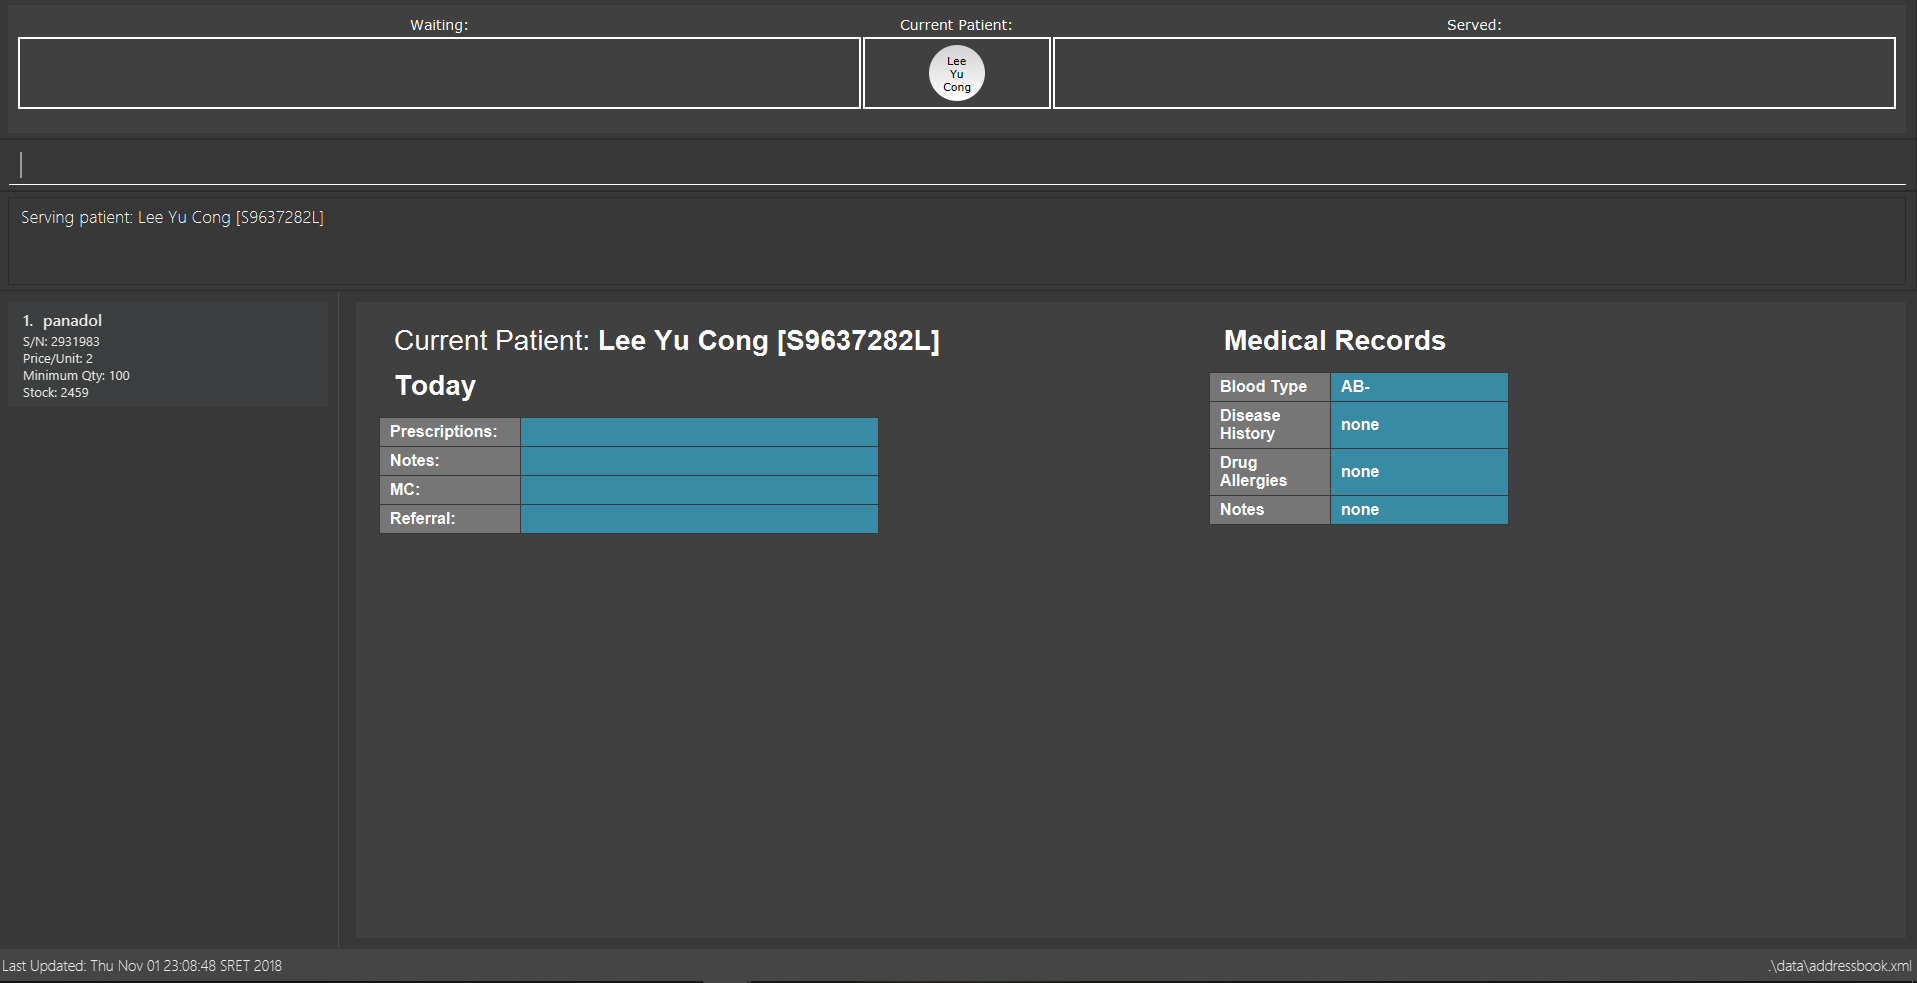 Waiting:
Current Patient:
Served:
Lee
Yu
Cong
Serving patient: Lee Yu Cong [S9637282L]
1. panadol
S/N: 2931983
Price/Unit: 2
Minimum Qty: 100
Stock: 2459
Current Patient: Lee Yu Cong [S9637282L]
Today
Prescriptions:
Notes:
MC:
Referral:
Medical Records
Blood Type AB-
Disease
History none
Drug
Allergies none
Notes none
Last Updated: Thu Nov 01 23:08:48 SRET 2018
.\data\addressbook.xml